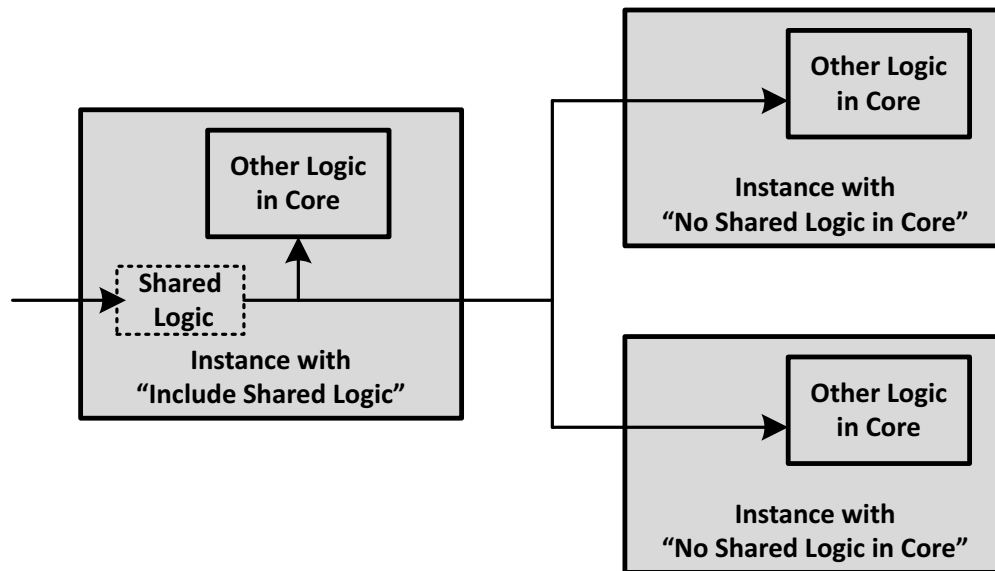 Other Logic
in Core
Shared
Logic
Instance with
“Include Shared Logic”
Other Logic
in Core
Instance with
“No Shared Logic in Core”
Other Logic
in Core
Instance with
“No Shared Logic in Core”